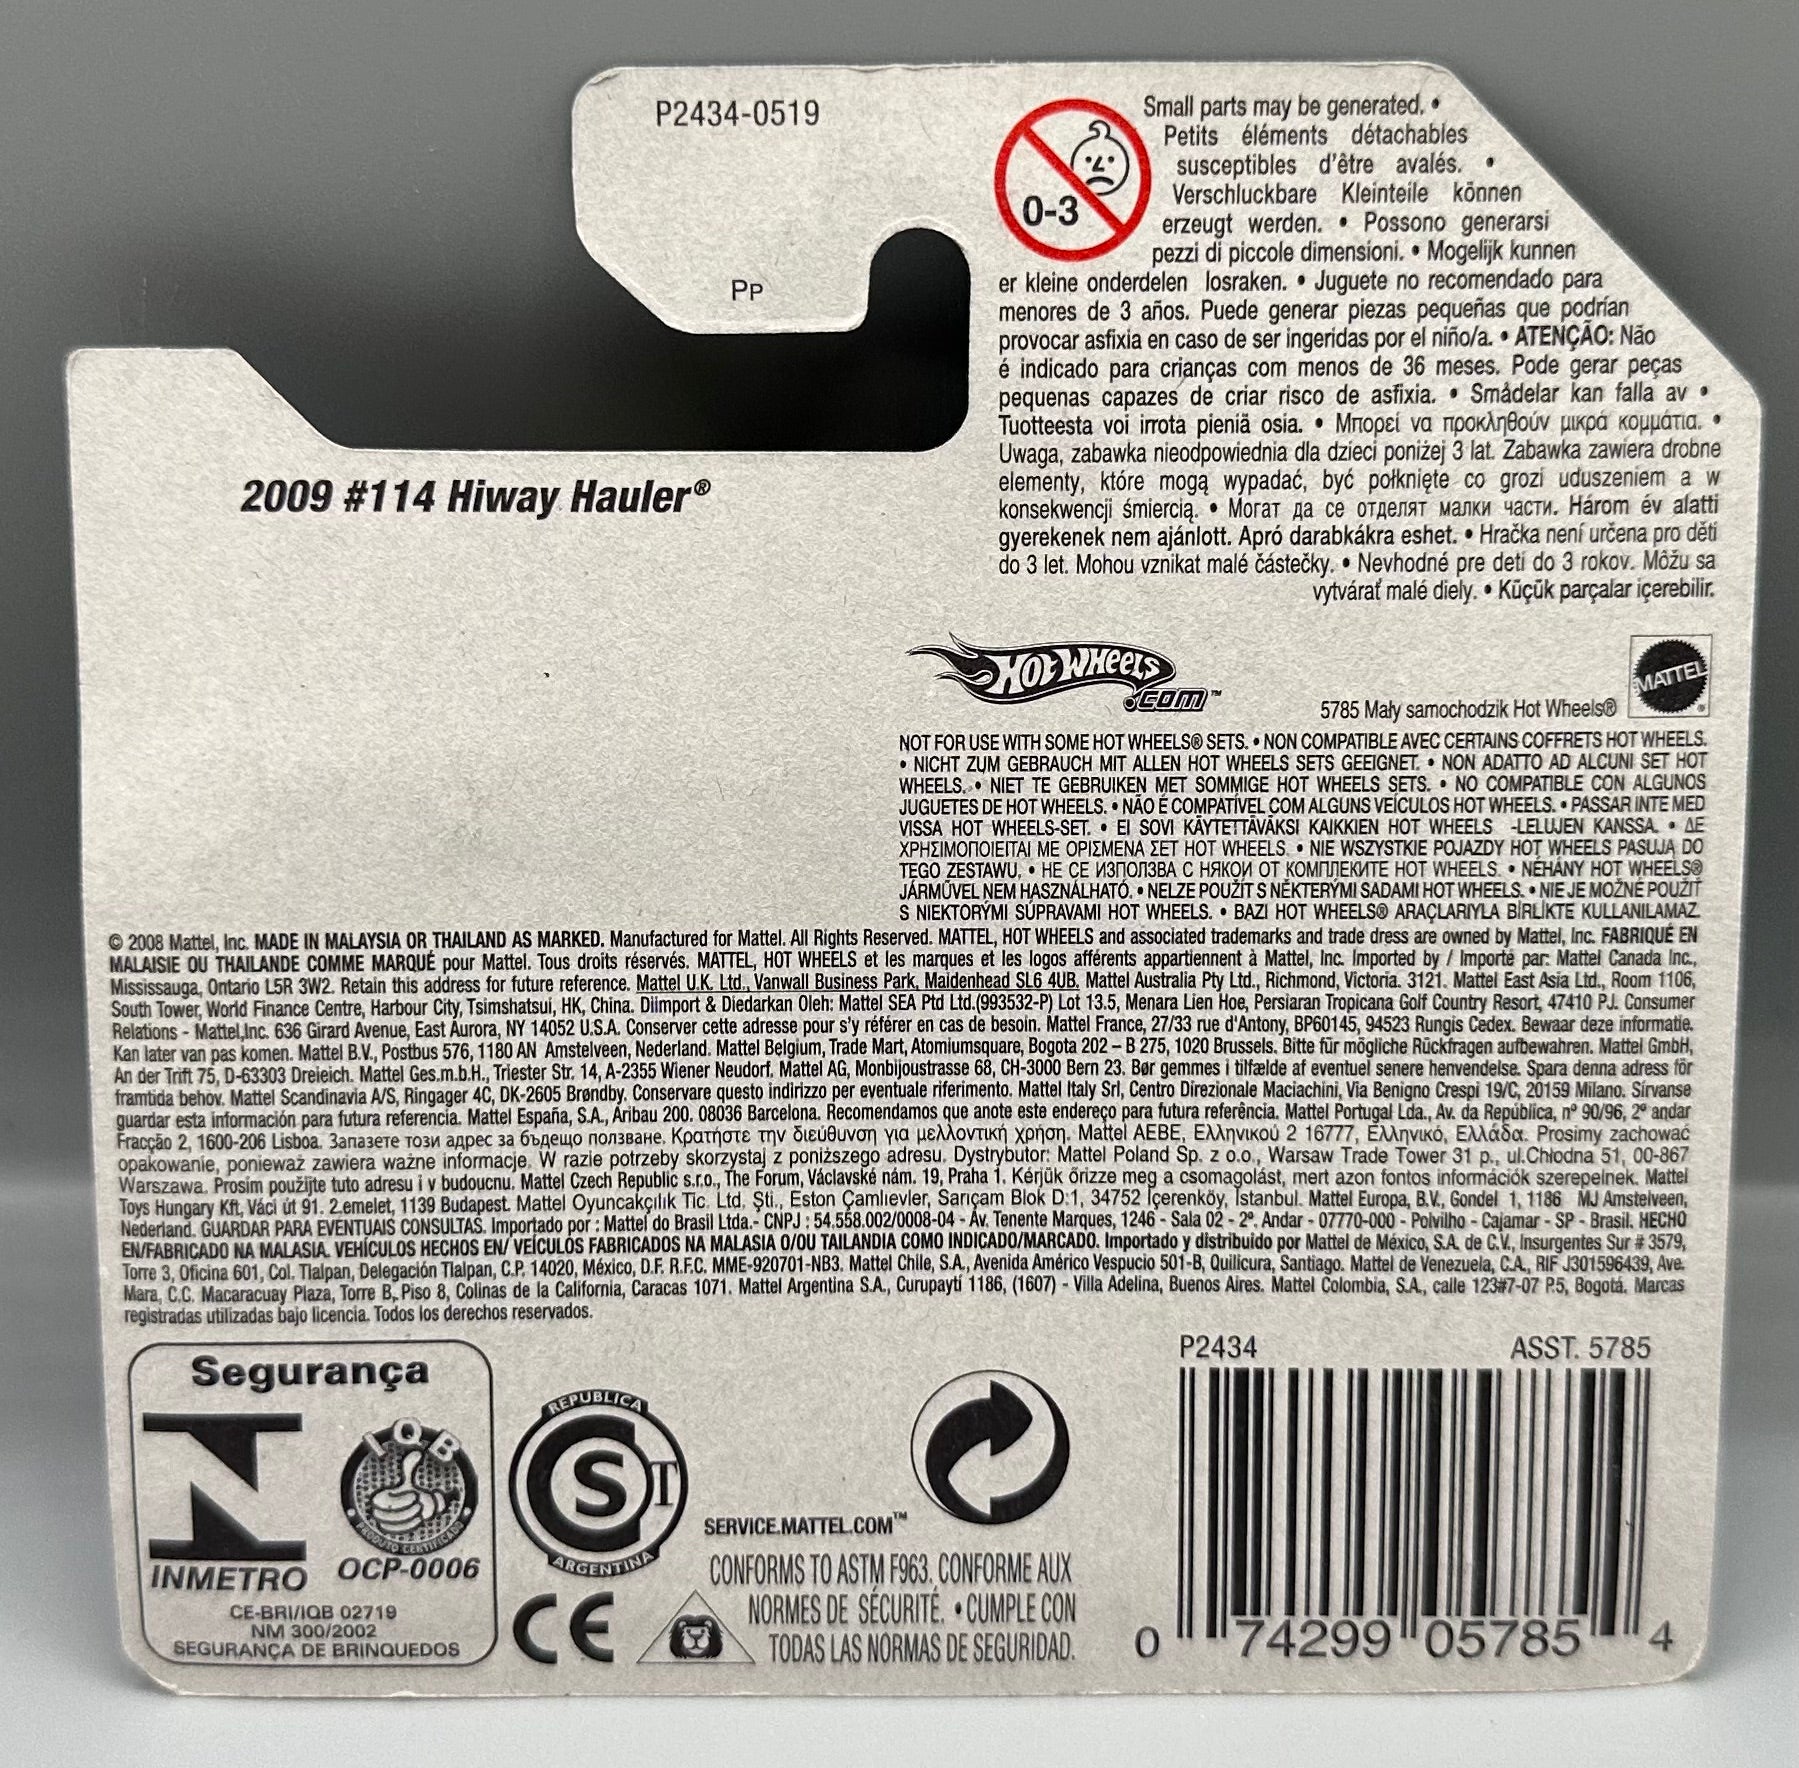 P2434-0519
PP
0-3
Small parts may be generated. •
Petits éléments détachables
susceptibles d'être avalés. •
Verschluckbare Kleinteile können
erzeugt werden. • Possono generarsi
pezzi di piccole dimensioni. • Mogelijk kunnen
er kleine onderdelen losraken. • Juguete no recomendado para
menores de 3 años. Puede generar piezas pequeñas que podrían
provocar asfixia en caso de ser ingeridas por el niño/a. • ATENÇÃO: Não
é indicado para crianças com menos de 36 meses. Pode gerar peças
pequenas capazes de criar risco de asfixia. • Smådelar kan falla av •
Tuotteesta voi irrota pieniä osia. • Μπορεί να προκληθούν μικρά κομμάτια. •
Uwaga, zabawka nieodpowiednia dla dzieci poniżej 3 lat. Zabawka zawiera drobne
elementy, które mogą wypadać, być połknięte co grozi uduszeniem a w
konsekwencji śmiercią. • Могат да се отделят малки части. Három év alatti
gyerekenek nem ajánlott. Apró darabkákra eshet. • Hračka není určena pro děti
do 3 let. Mohou vznikat malé částečky. • Nevhodné pre deti do 3 rokov. Môžu sa
vytvárať malé diely. • Küçük parçalar içerebilir.
2009 #114 Hiway Hauler®
HOT WHEELS
.COM™
5785 Mały samochodzik Hot Wheels®
MATTEL
NOT FOR USE WITH SOME HOT WHEELS® SETS. • NON COMPATIBLE AVEC CERTAINS COFFRETS HOT WHEELS.
• NICHT ZUM GEBRAUCH MIT ALLEN HOT WHEELS SETS GEEIGNET. • NON ADATTO AD ALCUNI SET HOT
WHEELS. • NIET TE GEBRUIKEN MET SOMMIGE HOT WHEELS SETS. • NO COMPATIBLE CON ALGUNOS
JUGUETES DE HOT WHEELS. • NÃO É COMPATÍVEL COM ALGUNS VEÍCULOS HOT WHEELS. • PASSAR INTE MED
VISSA HOT WHEELS-SET. • EI SOVI KÄYTETTÄVÄKSI KAIKKIEN HOT WHEELS -LELUJEN KANSSA. • ΔΕ
ΧΡΗΣΙΜΟΠΟΙΕΙΤΑΙ ΜΕ ΟΡΙΣΜΕΝΑ ΣΕΤ HOT WHEELS. • NIE WSZYSTKIE POJAZDY HOT WHEELS PASUJĄ DO
TEGO ZESTAWU. • НЕ СЕ ИЗПОЛЗВА С НЯКОИ ОТ КОМПЛЕКИТЕ HOT WHEELS. • NÉHÁNY HOT WHEELS®
JÁRMŰVEL NEM HASZNÁLHATÓ. • NELZE POUŽÍT S NĚKTERÝMI SADAMI HOT WHEELS. • NIE JE MOŽNÉ POUŽIŤ
S NIEKTORÝMI SÚPRAVAMI HOT WHEELS. • BAZI HOT WHEELS® ARAÇLARIYLA BİRLİKTE KULLANILAMAZ.
© 2008 Mattel, Inc. MADE IN MALAYSIA OR THAILAND AS MARKED. Manufactured for Mattel. All Rights Reserved. MATTEL, HOT WHEELS and associated trademarks and trade dress are owned by Mattel, Inc. FABRIQUÉ EN
MALAISIE OU THAILANDE COMME MARQUÉ pour Mattel. Tous droits réservés. MATTEL, HOT WHEELS et les marques et les logos afférents appartiennent à Mattel, Inc. Imported by / Importé par: Mattel Canada Inc.,
Mississauga, Ontario L5R 3W2. Retain this address for future reference. Mattel U.K. Ltd., Vanwall Business Park, Maidenhead SL6 4UB. Mattel Australia Pty Ltd., Richmond, Victoria. 3121. Mattel East Asia Ltd., Room 1106,
South Tower, World Finance Centre, Harbour City, Tsimshatsui, HK, China. Diimport & Diedarkan Oleh: Mattel SEA Ptd Ltd.(993532-P) Lot 13.5, Menara Lien Hoe, Persiaran Tropicana Golf Country Resort, 47410 PJ. Consumer
Relations - Mattel,Inc. 636 Girard Avenue, East Aurora, NY 14052 U.S.A. Conserver cette adresse pour s'y référer en cas de besoin. Mattel France, 27/33 rue d'Antony, BP60145, 94523 Rungis Cedex. Bewaar deze informatie.
Kan later van pas komen. Mattel B.V., Postbus 576, 1180 AN Amstelveen, Nederland. Mattel Belgium, Trade Mart, Atomiumsquare, Bogota 202 – B 275, 1020 Brussels. Bitte für mögliche Rückfragen aufbewahren. Mattel GmbH,
An der Trift 75, D-63303 Dreieich. Mattel Ges.m.b.H., Triester Str. 14, A-2355 Wiener Neudorf. Mattel AG, Monbijoustrasse 68, CH-3000 Bern 23. Bør gemmes i tilfælde af eventuel senere henvendelse. Spara denna adress för
framtida behov. Mattel Scandinavia A/S, Ringager 4C, DK-2605 Brøndby. Conservare questo indirizzo per eventuale riferimento. Mattel Italy Srl, Centro Direzionale Maciachini, Via Benigno Crespi 19/C, 20159 Milano. Sírvanse
guardar esta información para futura referencia. Mattel España, S.A., Aribau 200. 08036 Barcelona. Recomendamos que anote este endereço para futura referência. Mattel Portugal Lda., Av. da República, nº 90/96, 2º andar
Fracção 2, 1600-206 Lisboa. Запазете този адрес за бъдещо ползване. Κρατήστε την διεύθυνση για μελλοντική χρήση. Mattel AEBE, Ελληνικού 2 16777, Ελληνικό, Ελλάδα. Prosimy zachować
opakowanie, ponieważ zawiera ważne informacje. W razie potrzeby skorzystaj z poniższego adresu. Dystrybutor: Mattel Poland Sp. z o.o., Warsaw Trade Tower 31 p., ul.Chłodna 51, 00-867
Warszawa. Prosim použijte tuto adresu i v budoucnu. Mattel Czech Republic s.r.o., The Forum, Václavské nám. 19, Praha 1. Kérjük őrizze meg a csomagolást, mert azon fontos információk szerepelnek. Mattel
Toys Hungary Kft, Váci út 91. 2.emelet, 1139 Budapest. Mattel Oyuncakçılık Tic. Ltd. Şti., Eston Çamlıevler, Sarıçam Blok D:1, 34752 İçerenköy, İstanbul. Mattel Europa, B.V., Gondel 1, 1186 MJ Amstelveen,
Nederland. GUARDAR PARA EVENTUAIS CONSULTAS. Importado por : Mattel do Brasil Ltda.- CNPJ : 54.558.002/0008-04 - Av. Tenente Marques, 1246 - Sala 02 - 2º. Andar - 07770-000 - Polvilho - Cajamar - SP - Brasil. HECHO
EN/FABRICADO NA MALASIA. VEHÍCULOS HECHOS EN/ VEÍCULOS FABRICADOS NA MALASIA O/OU TAILANDIA COMO INDICADO/MARCADO. Importado y distribuido por Mattel de México, S.A. de C.V., Insurgentes Sur # 3579,
Torre 3, Oficina 601, Col. Tlalpan, Delegación Tlalpan, C.P. 14020, México, D.F. R.F.C. MME-920701-NB3. Mattel Chile, S.A., Avenida Américo Vespucio 501-B, Quilicura, Santiago. Mattel de Venezuela, C.A., RIF J301596439, Ave.
Mara, C.C. Macaracuay Plaza, Torre B, Piso 8, Colinas de la California, Caracas 1071. Mattel Argentina S.A., Curupaytí 1186, (1607) - Villa Adelina, Buenos Aires. Mattel Colombia, S.A., calle 123#7-07 P.5, Bogotá. Marcas
registradas utilizadas bajo licencia. Todos los derechos reservados.
Segurança
INMETRO
IQB
PRODUTO CERTIFICADO
OCP-0006
CE-BRI/IQB 02719
NM 300/2002
SEGURANÇA DE BRINQUEDOS
REPUBLICA
S T
ARGENTINA
CE
SERVICE.MATTEL.COM™
CONFORMS TO ASTM F963. CONFORME AUX
NORMES DE SÉCURITÉ. • CUMPLE CON
TODAS LAS NORMAS DE SEGURIDAD.
P2434 ASST. 5785
0 74299 05785 4